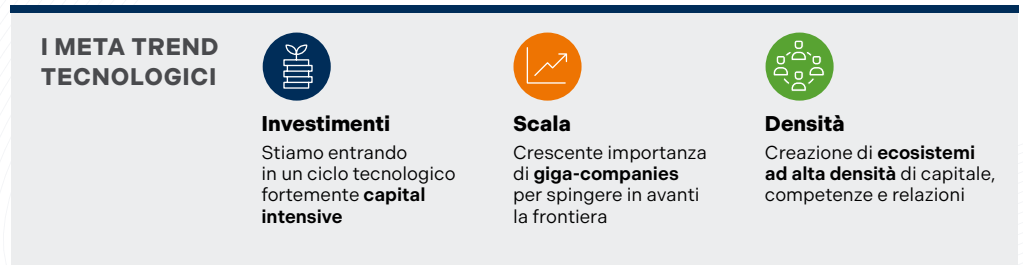 I META TREND
TECNOLOGICI
Investimenti
Stiamo entrando
in un ciclo tecnologico
fortemente capital
intensive
Scala
Crescente importanza
di giga-companies
per spingere in avanti
la frontiera
Densità
Creazione di ecosistemi
ad alta densità di capitale,
competenze e relazioni